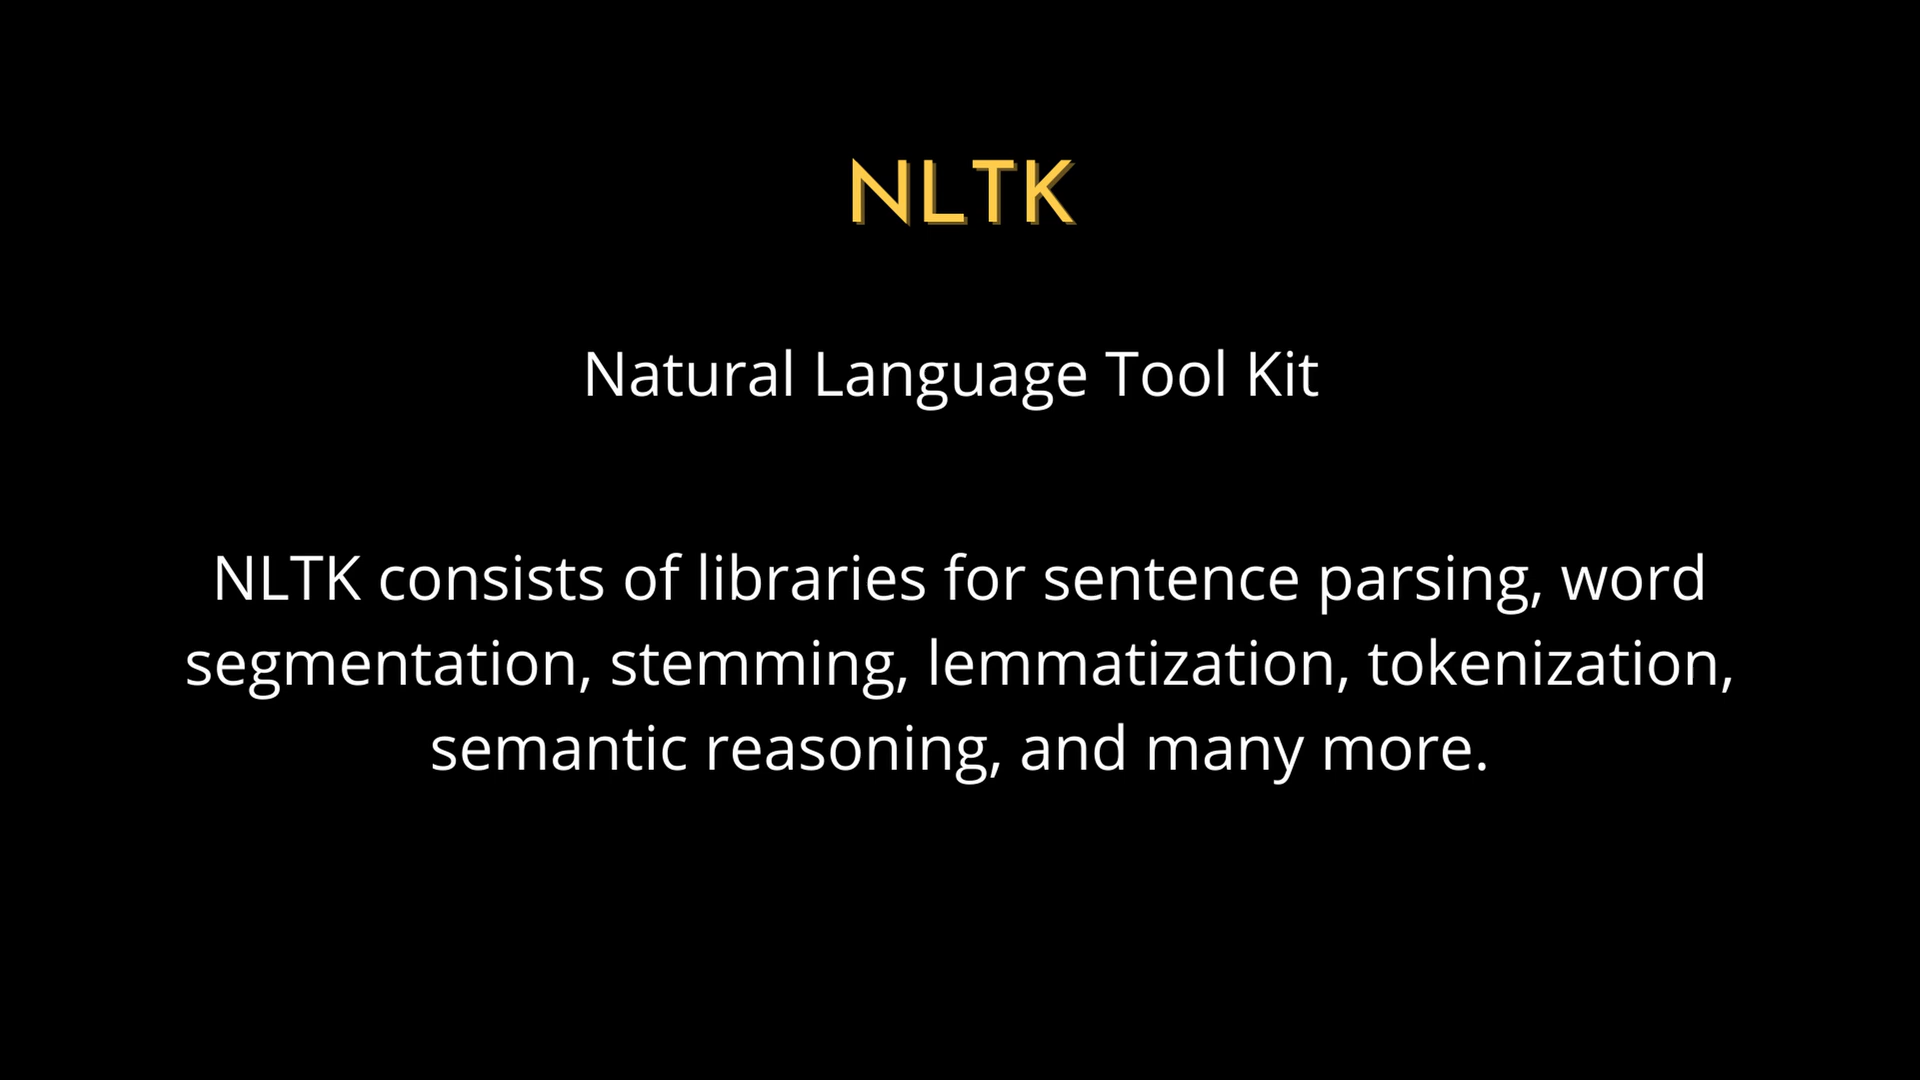 NLTK
Natural Language Tool Kit
NLTK consists of libraries for sentence parsing, word
segmentation, stemming, lemmatization, tokenization,
semantic reasoning, and many more.